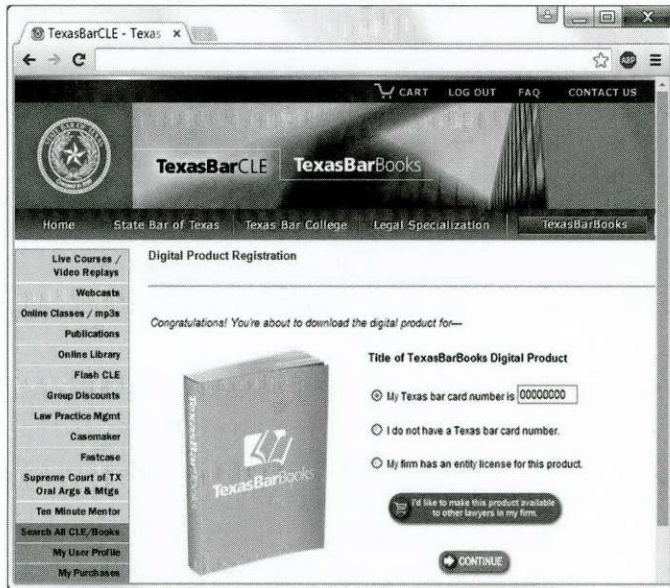 TexasBarCLE - Texas
ABP
CART LOG OUT FAQ CONTACT US
TexasBarCLE TexasBarBooks
Home State Bar of Texas Texas Bar College Legal Specialization TexasBarBooks
Live Courses /
Video Replays
Webcasts
Online Classes / mp3s
Publications
Online Library
Flash CLE
Group Discounts
Law Practice Mgmt
Casemaker
Fastcase
Supreme Court of TX
Oral Args & Mtgs
Ten Minute Mentor
Search All CLE/Books
My User Profile
My Purchases
Digital Product Registration
Congratulations! You're about to download the digital product for—
TexasBarBooks
TexasBarBooks
Title of TexasBarBooks Digital Product
My Texas bar card number is 00000000
I do not have a Texas bar card number.
My firm has an entity license for this product.
I'd like to make this product available
to other lawyers in my firm.
CONTINUE